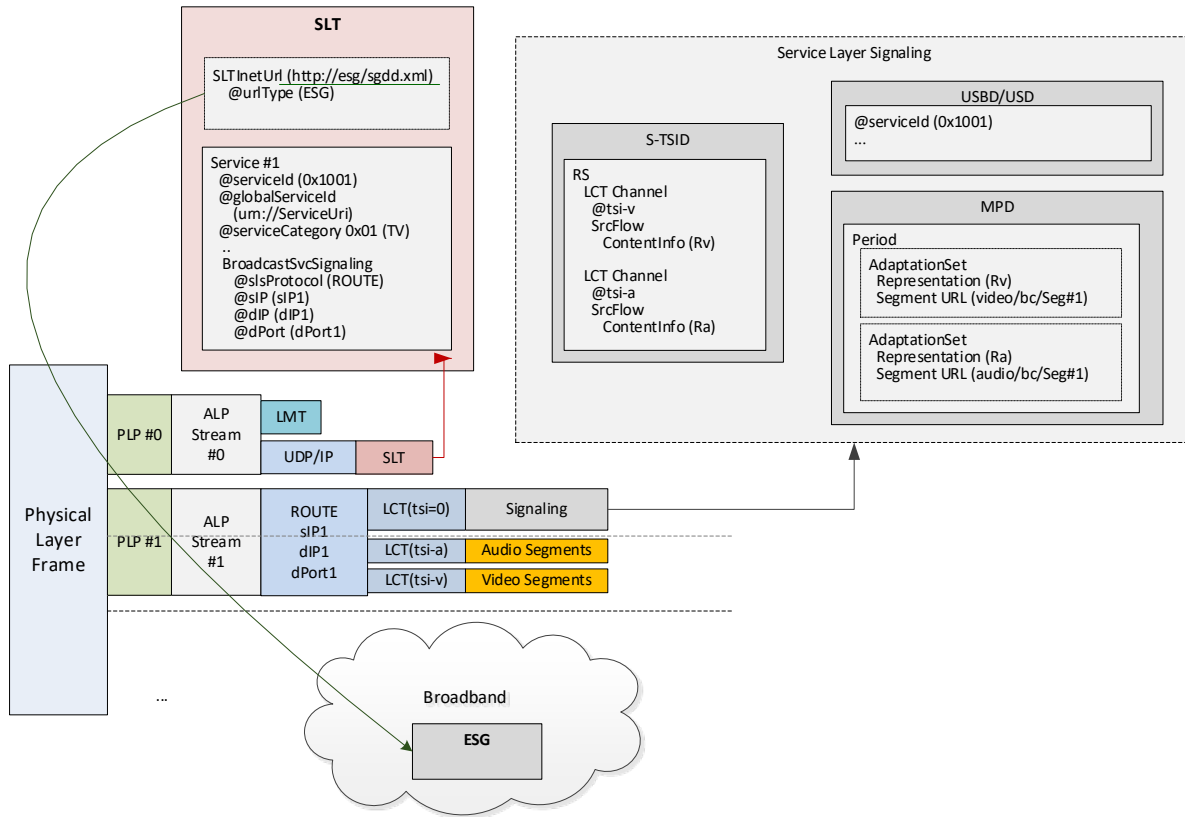 SLT
SLTInetUrl (http://esg/sgdd.xml)
@urlType (ESG)
Service #1
@serviceId (0x1001)
@globalServiceId
(urn://ServiceUri)
@serviceCategory 0x01 (TV)
..
BroadcastSvcSignaling
@slsProtocol (ROUTE)
@sIP (sIP1)
@dIP (dIP1)
@dPort (dPort1)
Service Layer Signaling
S-TSID
RS
LCT Channel
@tsi-v
SrcFlow
ContentInfo (Rv)
LCT Channel
@tsi-a
SrcFlow
ContentInfo (Ra)
USBD/USD
@serviceId (0x1001)
...
MPD
Period
AdaptationSet
Representation (Rv)
Segment URL (video/bc/Seg#1)
AdaptationSet
Representation (Ra)
Segment URL (audio/bc/Seg#1)
Physical
Layer
Frame
PLP #0
ALP
Stream
#0
LMT
UDP/IP
SLT
PLP #1
ALP
Stream
#1
ROUTE
sIP1
dIP1
dPort1
LCT(tsi=0)
Signaling
LCT(tsi-a)
Audio Segments
LCT(tsi-v)
Video Segments
...
Broadband
ESG